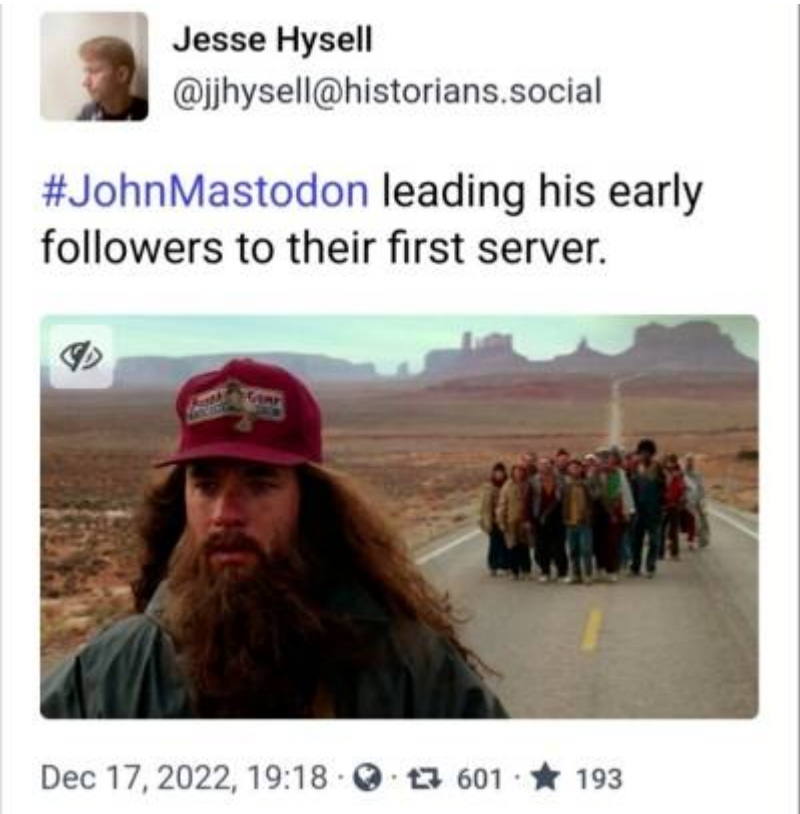 Jesse Hysell
@jjhysell@historians.social
#JohnMastodon leading his early
followers to their first server.
Dec 17, 2022, 19:18 · · 601 · 193